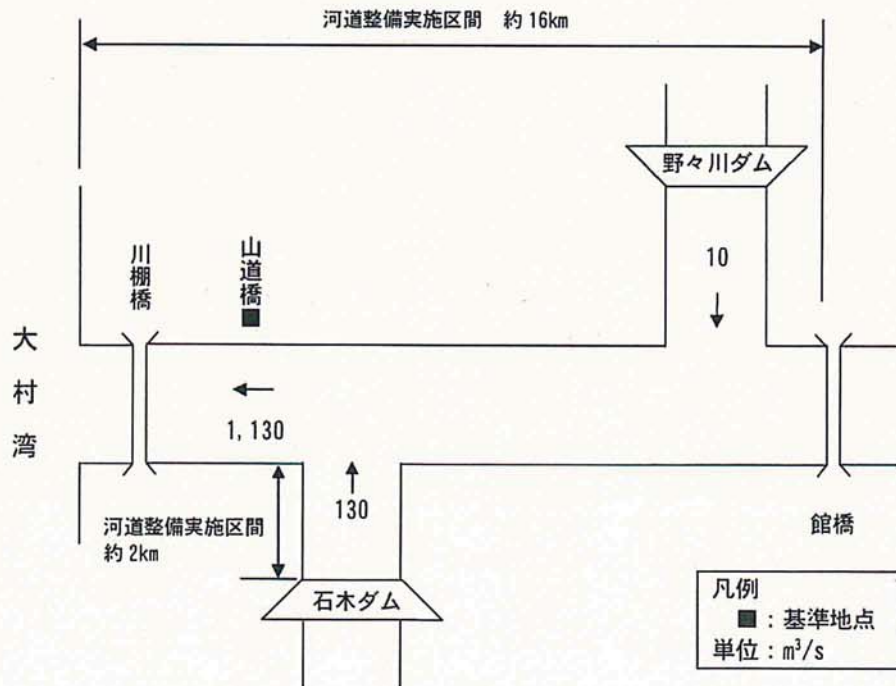 河道整備実施区間 約16km
野々川ダム
川棚橋
山道橋
10
大村湾
1,130
130
河道整備実施区間
約2km
館橋
石木ダム
凡例
■:基準地点
単位:m³/s